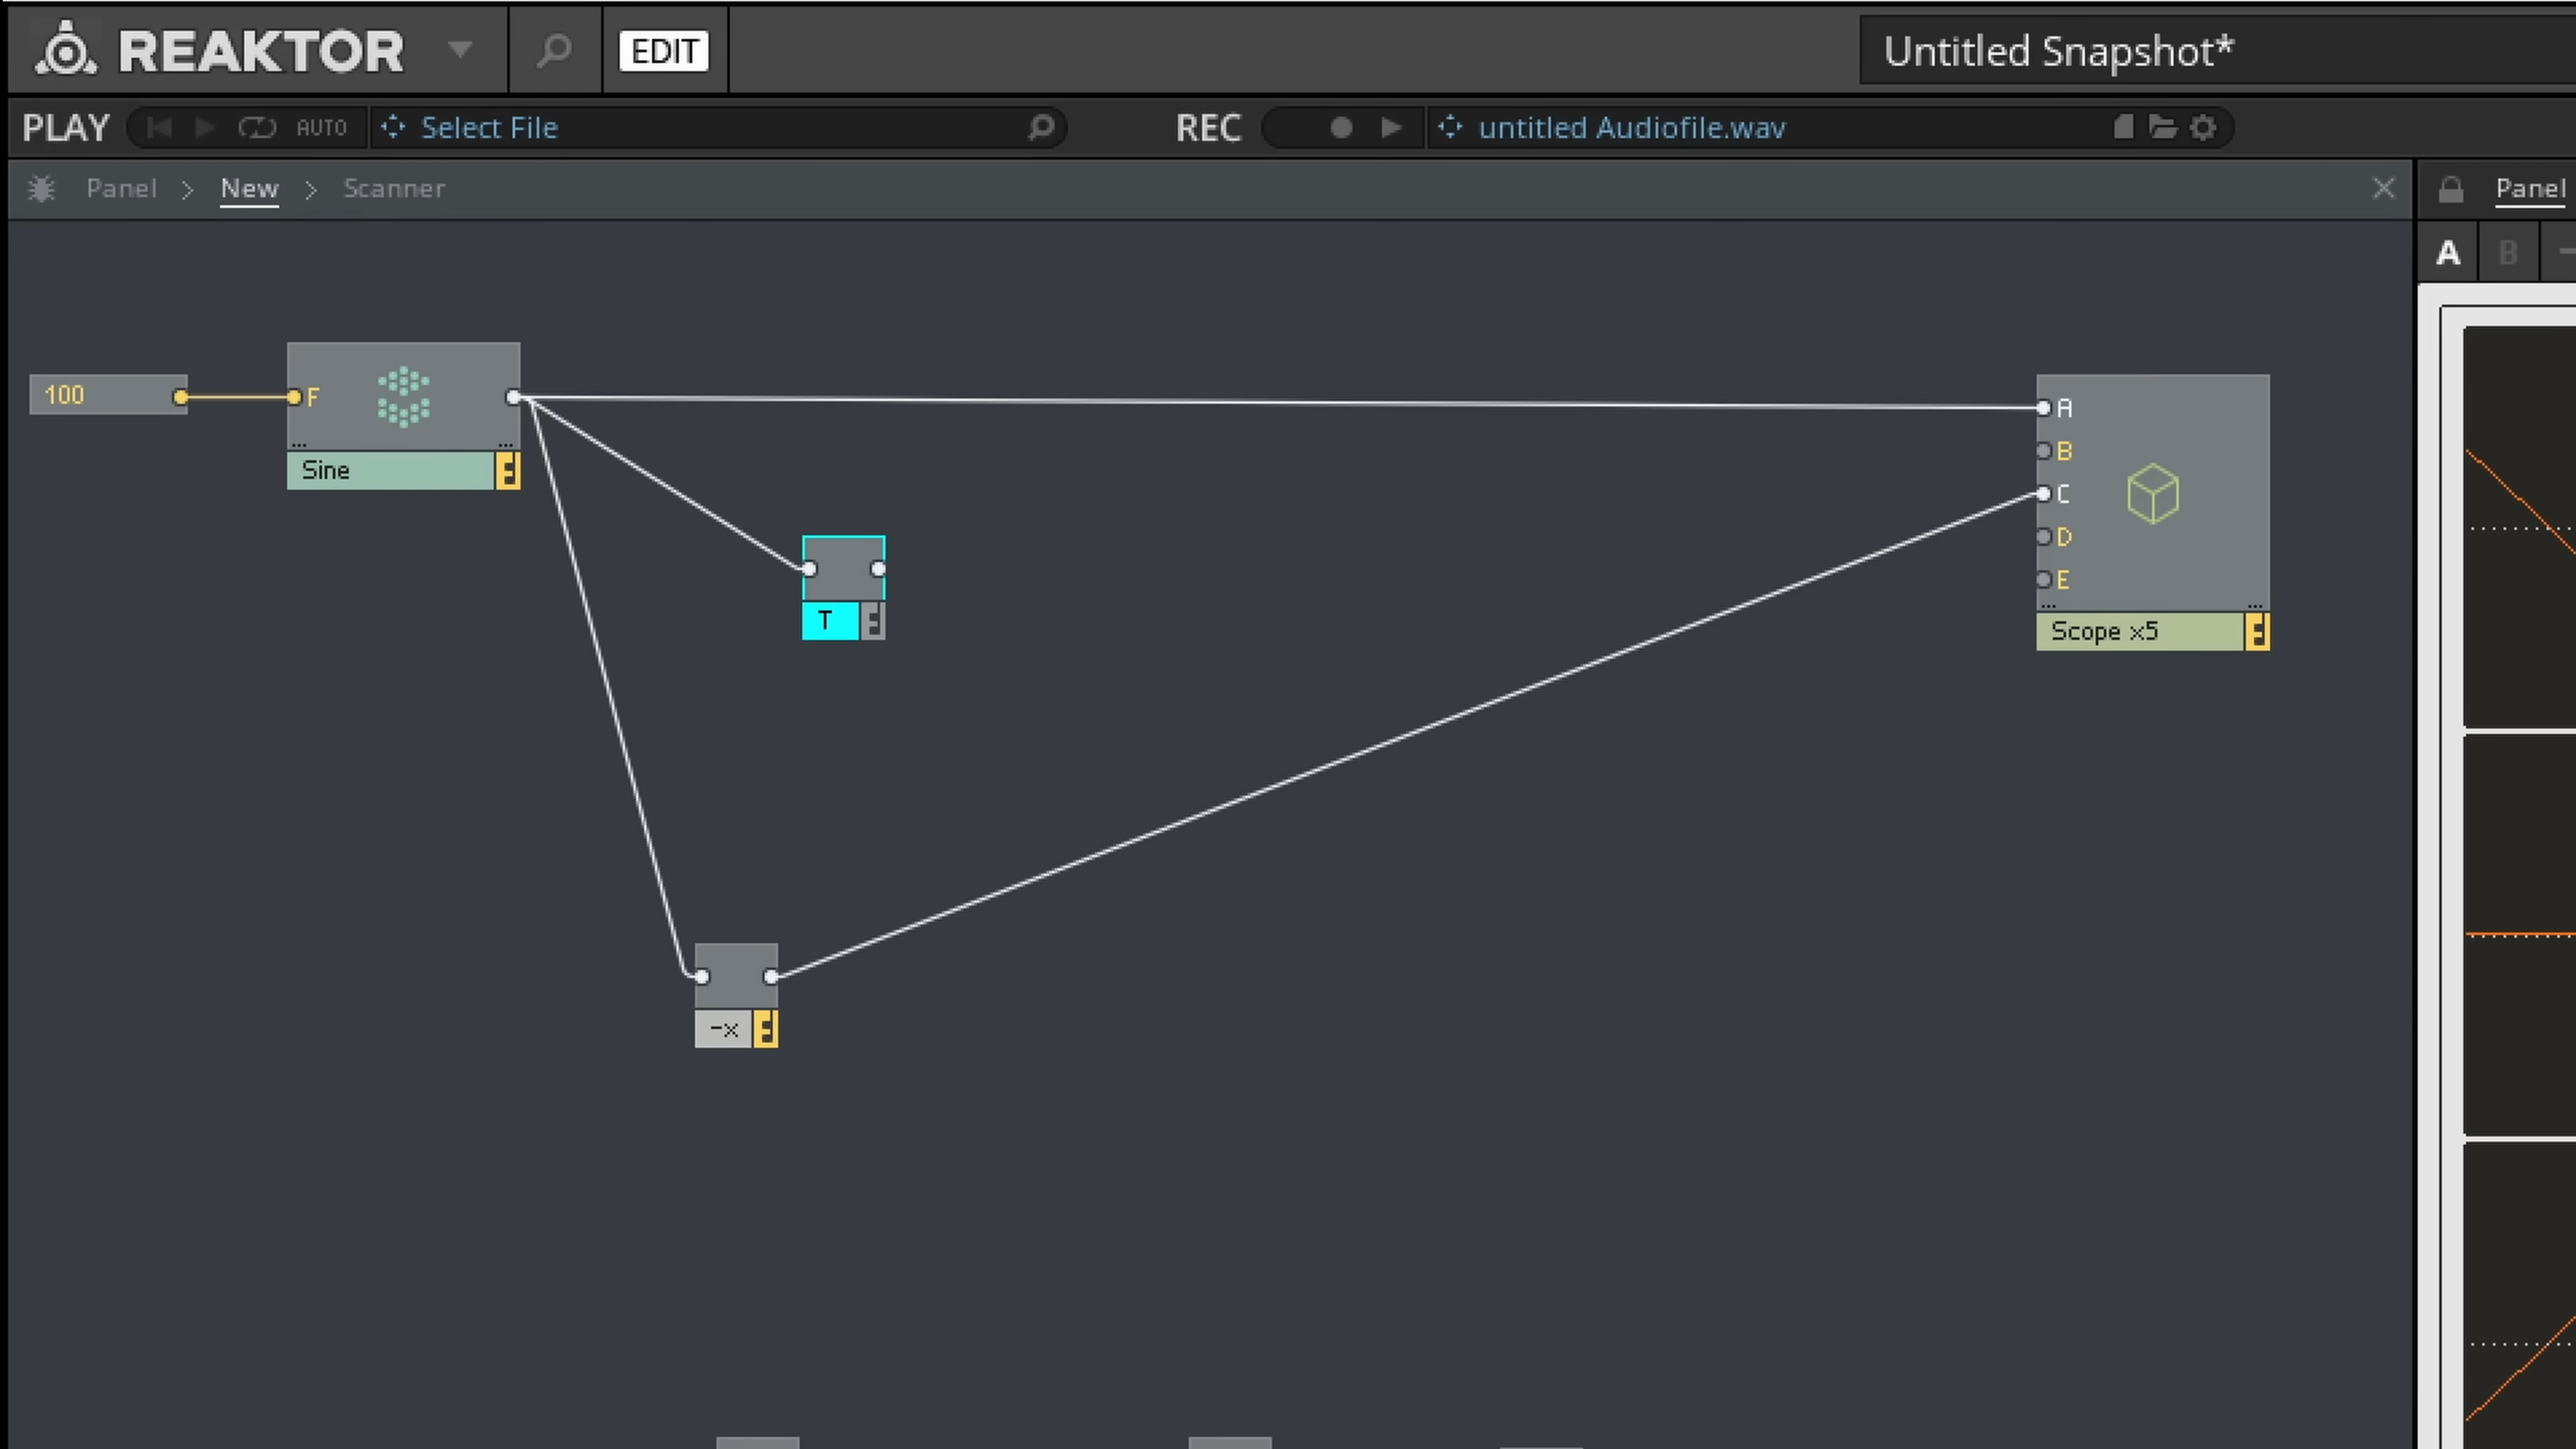 REAKTOR EDIT Untitled Snapshot*
PLAY AUTO Select File REC untitled Audiofile.wav
Panel > New > Scanner Panel
A B
100 F A
B
Sine C
D
T E
Scope x5
-x